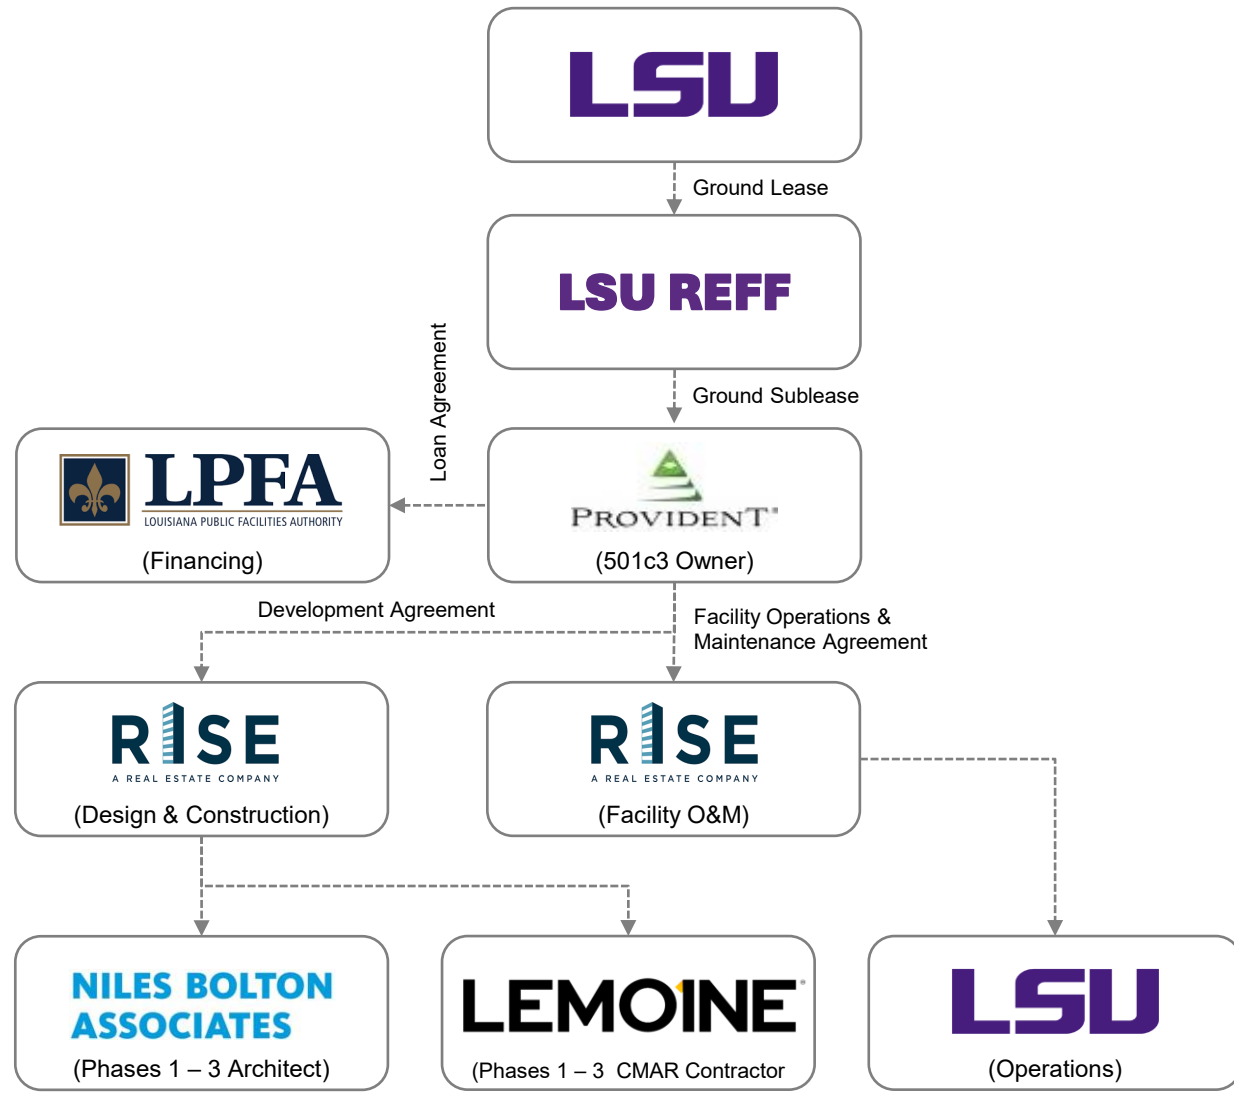 LSU
Ground Lease
LSU REFF
Loan Agreement
Ground Sublease
LPFA
LOUISIANA PUBLIC FACILITIES AUTHORITY
(Financing)
PROVIDENT®
(501c3 Owner)
Development Agreement
Facility Operations &
Maintenance Agreement
RISE
A REAL ESTATE COMPANY
(Design & Construction)
RISE
A REAL ESTATE COMPANY
(Facility O&M)
NILES BOLTON
ASSOCIATES
(Phases 1 – 3 Architect)
LEMOINE®
(Phases 1 – 3  CMAR Contractor
LSU
(Operations)